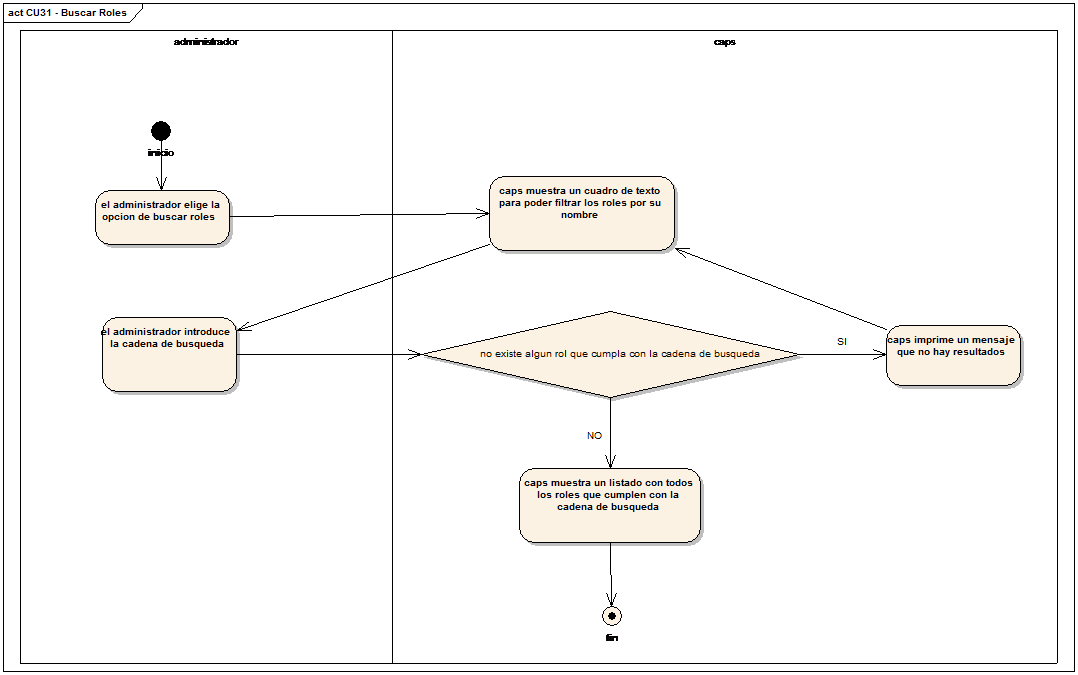 act CU31 - Buscar Roles
administrador
caps
inicio
el administrador elige la
opcion de buscar roles
caps muestra un cuadro de texto
para poder filtrar los roles por su
nombre
el administrador introduce
la cadena de busqueda
no existe algun rol que cumpla con la cadena de busqueda
SI
caps imprime un mensaje
que no hay resultados
NO
caps muestra un listado con todos
los roles que cumplen con la
cadena de busqueda
fin